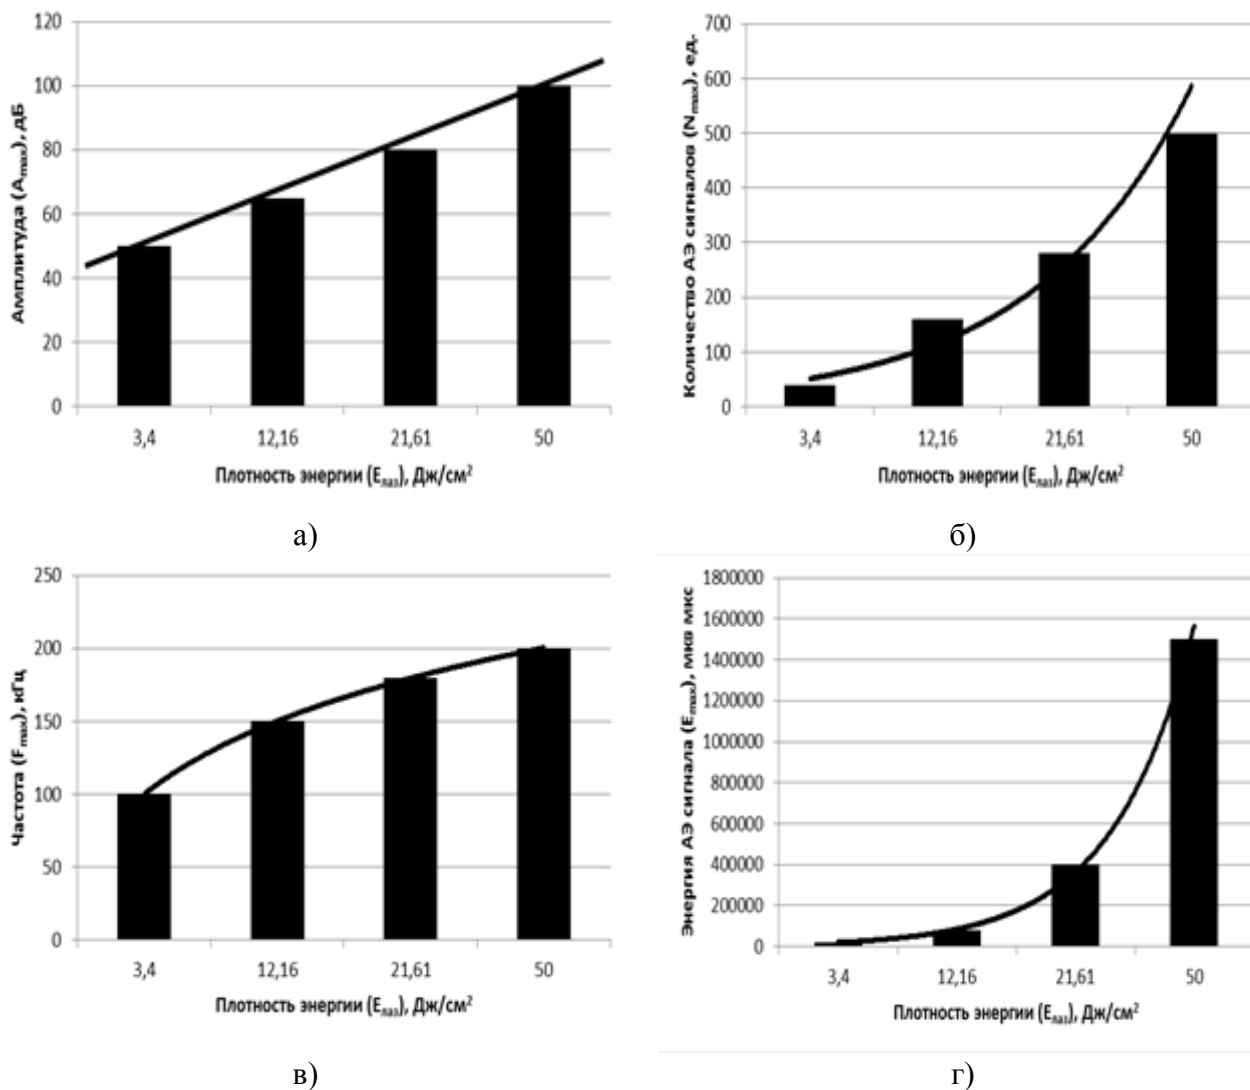 Амплитуда (Amax), дБ
120
100
80
60
40
20
0
3,4 12,16 21,61 50
Плотность энергии (Eлаз), Дж/см²
а)
Количество АЭ сигналов (Nmax), ед.
700
600
500
400
300
200
100
0
3,4 12,16 21,61 50
Плотность энергии (Eлаз), Дж/см²
б)
Частота (Fmax), кГц
250
200
150
100
50
0
3,4 12,16 21,61 50
Плотность энергии (Eлаз), Дж/см²
в)
Энергия АЭ сигнала (Emax), мкв мкс
1800000
1600000
1400000
1200000
1000000
800000
600000
400000
200000
0
3,4 12,16 21,61 50
Плотность энергии (Eлаз), Дж/см²
г)